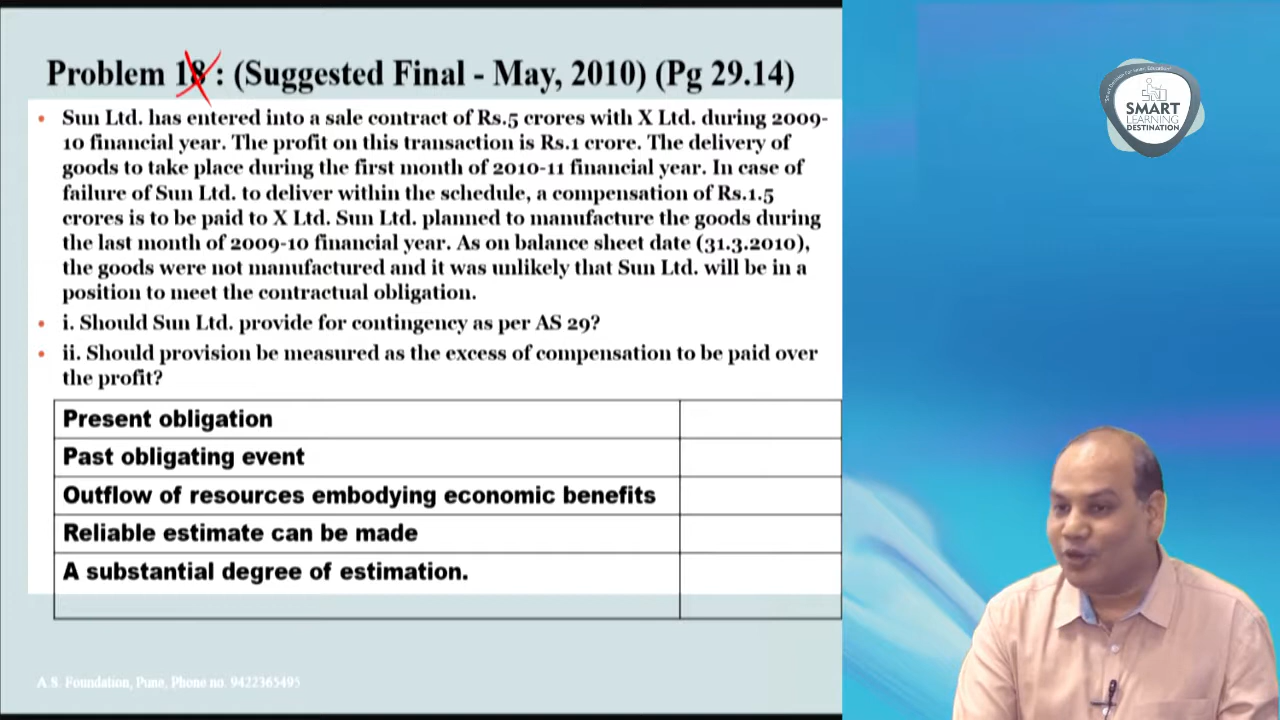 Problem 18 : (Suggested Final - May, 2010) (Pg 29.14)
• Sun Ltd. has entered into a sale contract of Rs.5 crores with X Ltd. during 2009-
10 financial year. The profit on this transaction is Rs.1 crore. The delivery of
goods to take place during the first month of 2010-11 financial year. In case of
failure of Sun Ltd. to deliver within the schedule, a compensation of Rs.1.5
crores is to be paid to X Ltd. Sun Ltd. planned to manufacture the goods during
the last month of 2009-10 financial year. As on balance sheet date (31.3.2010),
the goods were not manufactured and it was unlikely that Sun Ltd. will be in a
position to meet the contractual obligation.
• i. Should Sun Ltd. provide for contingency as per AS 29?
• ii. Should provision be measured as the excess of compensation to be paid over
the profit?
Present obligation
Past obligating event
Outflow of resources embodying economic benefits
Reliable estimate can be made
A substantial degree of estimation.
A.S. Foundation, Pune, Phone no. 9422365495
SMART
LEARNING
DESTINATION